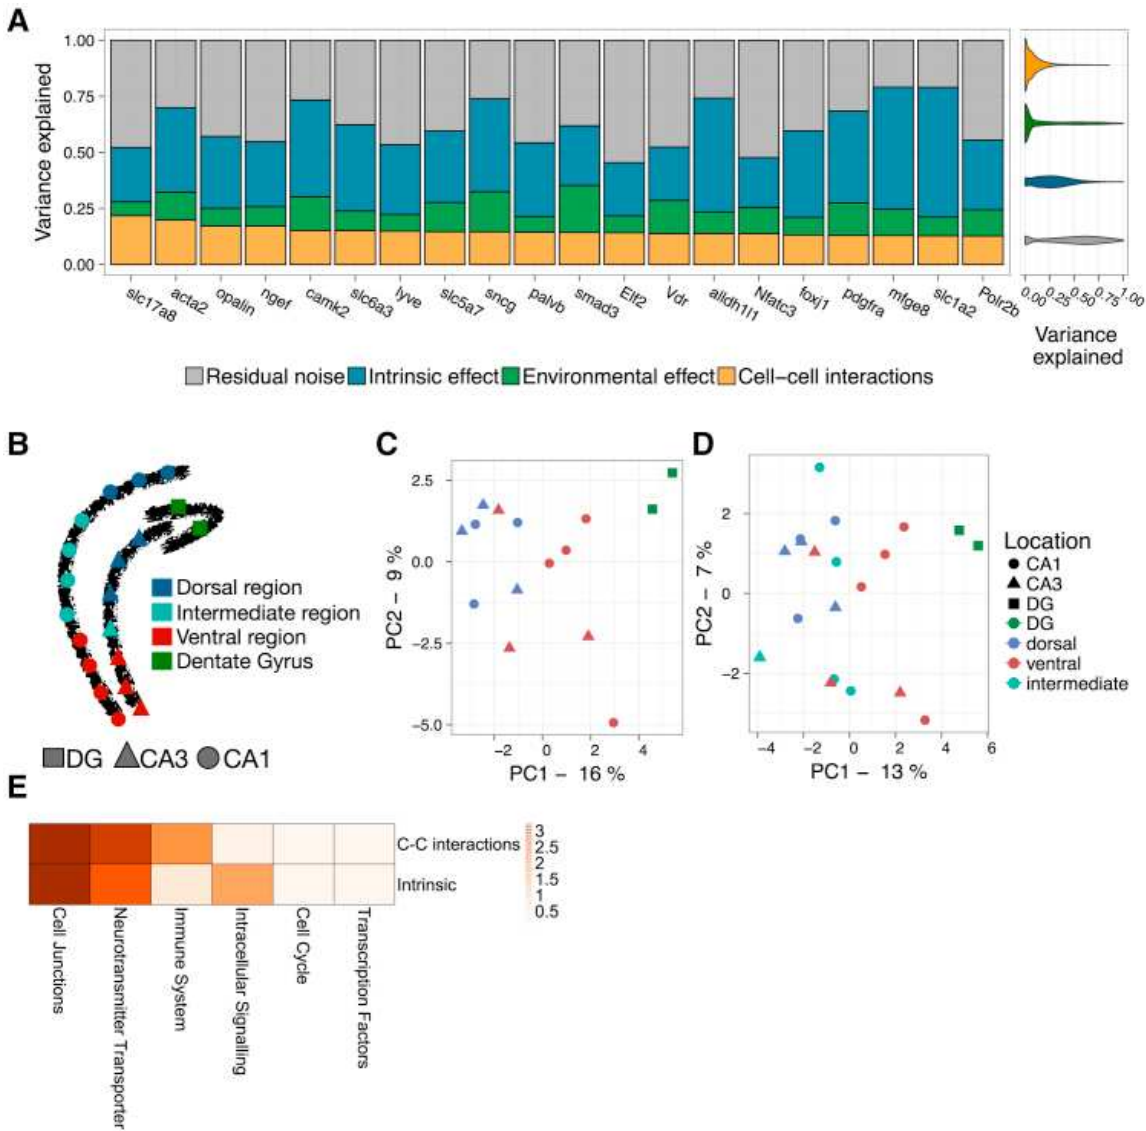 A
Variance explained
1.00
0.75
0.50
0.25
0.00
slc17a8
acta2
opalin
ngef
camk2
slc6a3
lyve
slc5a7
sncg
palvb
smad3
Elf2
Vdr
alldh1l1
Nfatc3
foxj1
pdgfra
mfge8
slc1a2
Polr2b
0.00
0.25
0.50
0.75
1.00
Variance
explained
Residual noise Intrinsic effect Environmental effect Cell–cell interactions
B
Dorsal region
Intermediate region
Ventral region
Dentate Gyrus
DG CA3 CA1
C
PC2 – 9 %
2.5
0.0
−2.5
−5.0
−2 0 2 4
PC1 – 16 %
D
PC2 – 7 %
2
0
−2
−4 −2 0 2 4 6
PC1 – 13 %
Location
CA1
CA3
DG
DG
dorsal
ventral
intermediate
E
C-C interactions
Intrinsic
3
2.5
2
1.5
1
0.5
Cell Junctions
Neurotransmitter Transporter
Immune System
Intracellular Signalling
Cell Cycle
Transcription Factors